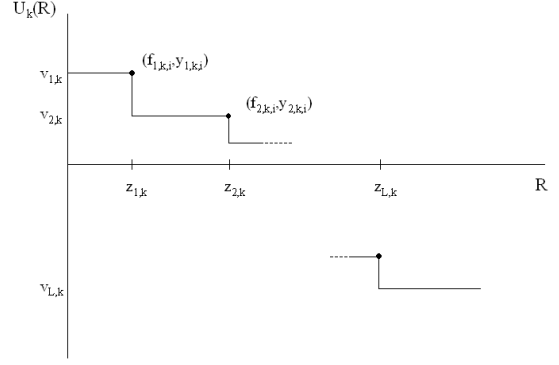 U_k(R)
(f_{1,k,i},y_{1,k,i})
v_{1,k}
(f_{2,k,i},y_{2,k,i})
v_{2,k}
z_{1,k} z_{2,k} z_{L,k} R
v_{L,k}